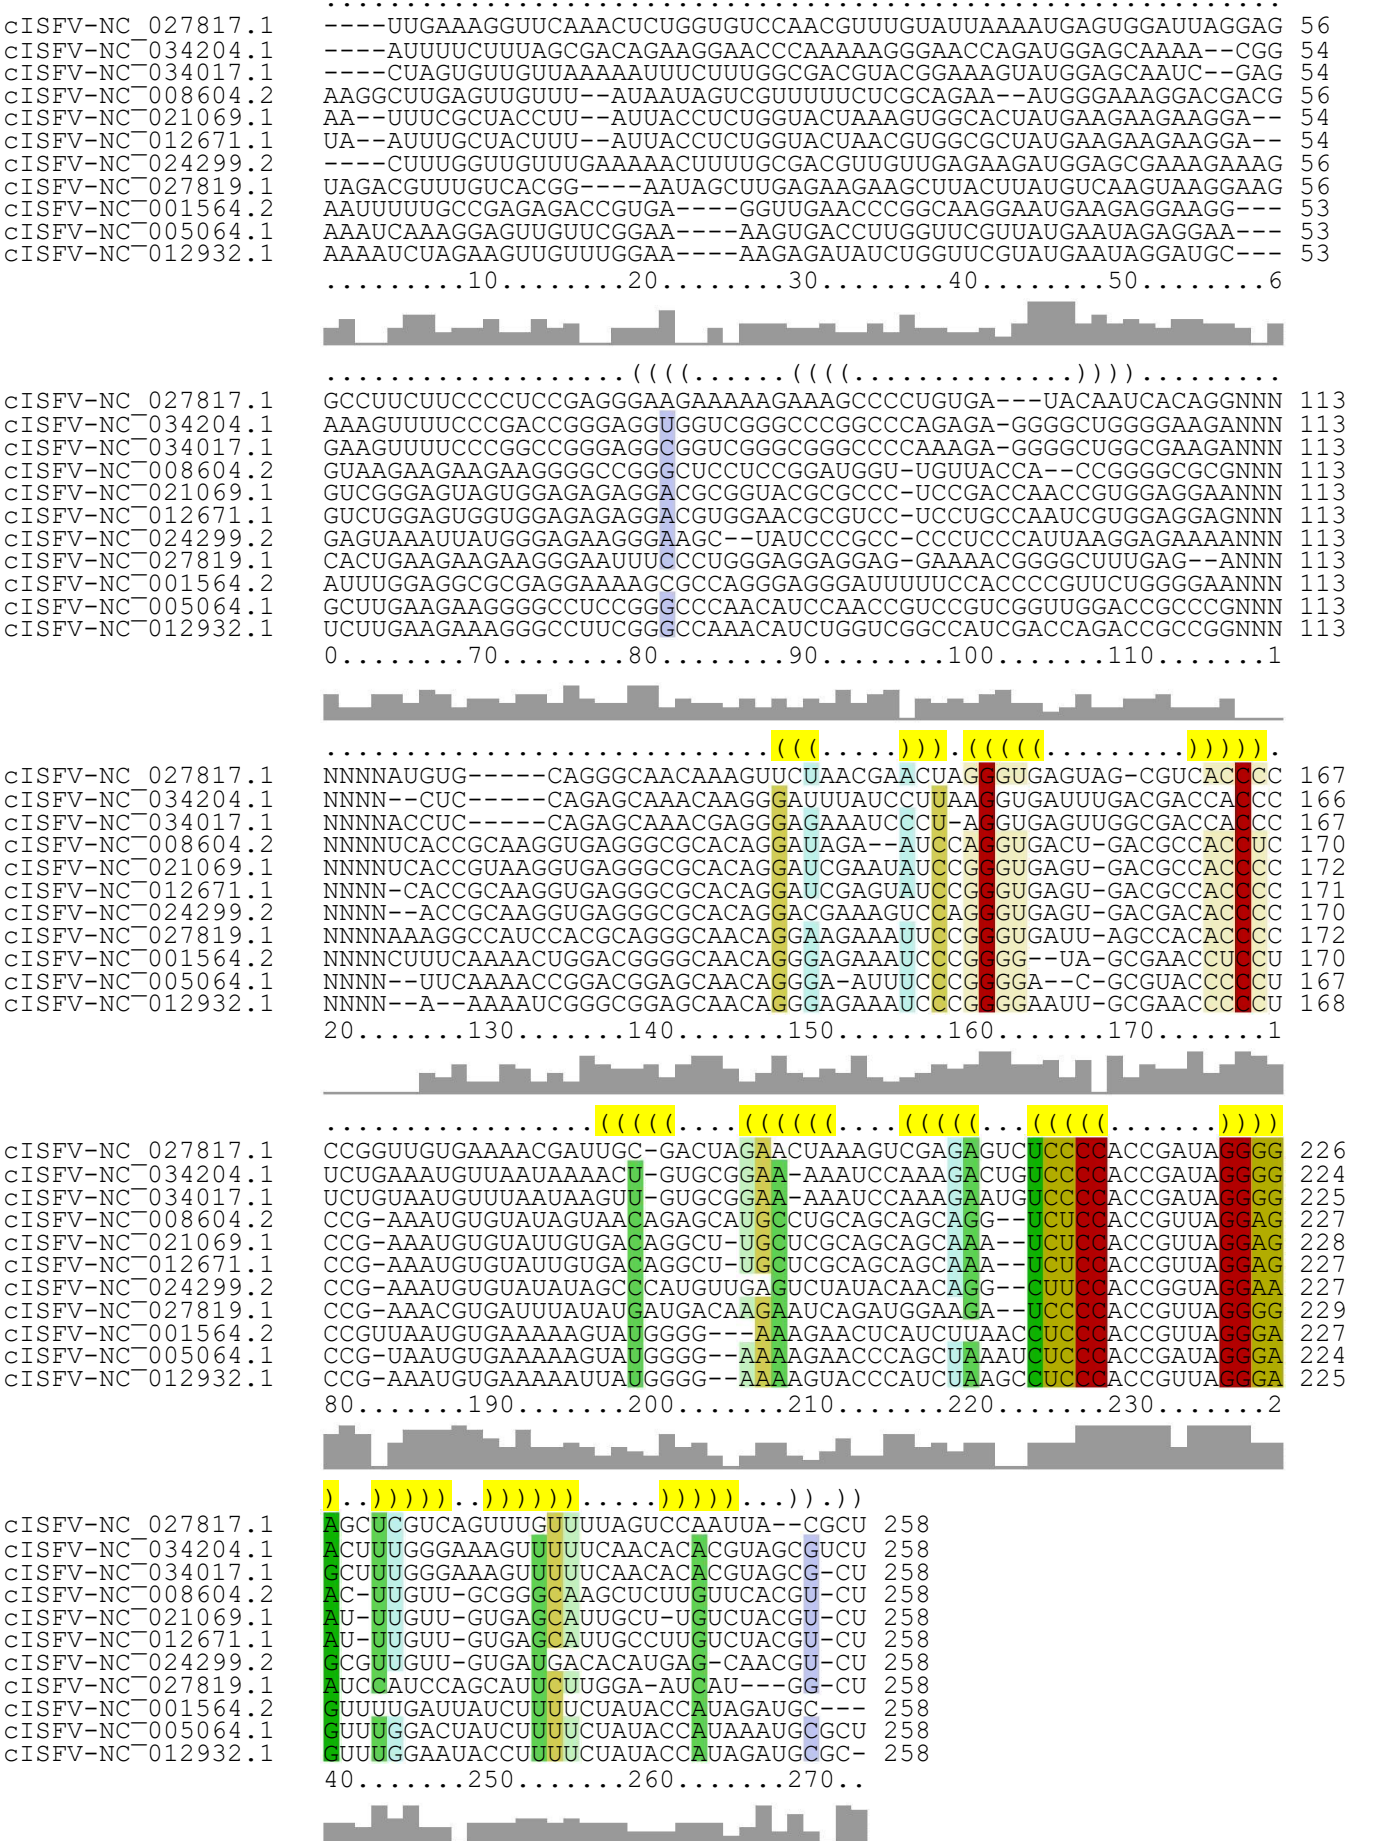 ............................................................
cISFV-NC_027817.1 ----UUGAAAGGUUCAAACUCUGGUGUCCAACGUUUGUAUUAAAAUGAGUGGAUUAGGAG 56
cISFV-NC_034204.1 ----AUUUUCUUUAGCGACAGAAGGAACCCAAAAAGGGAACCAGAUGGAGCAAAA--CGG 54
cISFV-NC_034017.1 ----CUAGUGUUGUUAAAAAUUUCUUUGGCGACGUACGGAAAGUAUGGAGCAAUC--GAG 54
cISFV-NC_008604.2 AAGGCUUGAGUUGUUU--AUAAUAGUCGUUUUUCUCGCAGAA--AUGGGAAAGGACGACG 56
cISFV-NC_021069.1 AA--UUUCGCUACCUU--AUUACCUCUGGUACUAAAGUGGCACUAUGAAGAAGAAGGA-- 54
cISFV-NC_012671.1 UA--AUUUGCUACUUU--AUUACCUCUGGUACUAACGUGGCGCUAUGAAGAAGAAGGA-- 54
cISFV-NC_024299.2 ----CUUUGGUUGUUUGAAAAACUUUUGCGACGUUGUUGAGAAGAUGGAGCGAAAGAAAG 56
cISFV-NC_027819.1 UAGACGUUUGUCACGG----AAUAGCUUGAGAAGAAGCUUACUUAUGUCAAGUAAGGAAG 56
cISFV-NC_001564.2 AAUUUUUGCCGAGAGACCGUGA----GGUUGAACCCGGCAAGGAAUGAAGAGGAAGG--- 53
cISFV-NC_005064.1 AAAUCAAAGGAGUUGUUCGGAA----AAGUGACCUUGGUUCGUUAUGAAUAGAGGAA--- 53
cISFV-NC_012932.1 AAAAUCUAGAAGUUGUUUGGAA----AAGAGAUAUCUGGUUCGUAUGAAUAGGAUGC--- 53
.........10........20........30........40........50........6
...................((((......((((..............)))).........
cISFV-NC_027817.1 GCCUUCUUCCCCUCCGAGGGAAGAAAAAGAAAGCCCCUGUGA---UACAAUCACAGGNNN 113
cISFV-NC_034204.1 AAAGUUUUCCCGACCGGGAGGUGGUCGGGCCCGGCCCAGAGA-GGGGCUGGGGAAGANNN 113
cISFV-NC_034017.1 GAAGUUUUCCCGGCCGGGAGGCGGUCGGGCGGGCCCCAAAGA-GGGGCUGGCGAAGANNN 113
cISFV-NC_008604.2 GUAAGAAGAAGAAGGGGCCGGGCUCCUCCGGAUGGU-UGUUACCA--CCGGGGCGCGNNN 113
cISFV-NC_021069.1 GUCGGGAGUAGUGGAGAGAGGACGCGGUACGCGCCC-UCCGACCAACCGUGGAGGAANNN 113
cISFV-NC_012671.1 GUCUGGAGUGGUGGAGAGAGGACGUGGAACGCGUCC-UCCUGCCAAUCGUGGAGGAGNNN 113
cISFV-NC_024299.2 GAGUAAAUUAUGGGAGAAGGGAAGC--UAUCCCGCC-CCCUCCCAUUAAGGAGAAAANNN 113
cISFV-NC_027819.1 CACUGAAGAAGAAGGGAAUUUCCCUGGGAGGAGGAG-GAAAACGGGGCUUUGAG--ANNN 113
cISFV-NC_001564.2 AUUUGGAGGCGCGAGGAAAAGCGCCAGGGAGGGAUUUUUCCACCCCGUUCUGGGGAANNN 113
cISFV-NC_005064.1 GCUUGAAGAAGGGGCCUCCGGGCCCAACAUCCAACCGUCCGUCGGUUGGACCGCCCGNNN 113
cISFV-NC_012932.1 UCUUGAAGAAAGGGCCUUCGGGCCAAACAUCUGGUCGGCCAUCGACCAGACCGCCGGNNN 113
0........70........80........90........100.......110.......1
............................(((.....))).(((((.........))))).
cISFV-NC_027817.1 NNNNAUGUG-----CAGGGCAACAAAGUUCUUAACGAACUAGGGUGAGUAG-CGUCACCCC 167
cISFV-NC_034204.1 NNNN--CUC-----CAGAGCAAACAAGGGAUUUAUCCUUAAGGUGAUUUGACGACCACCC 166
cISFV-NC_034017.1 NNNNACCUC-----CAGAGCAAACGAGGGAGAAAUCCCU-AGGUGAGUUGGCGACCACCC 167
cISFV-NC_008604.2 NNNNUCACCGCAAGGUGAGGGCGCACAGGAUAGA--AUCCAGGUGACU-GACGCCACCUC 170
cISFV-NC_021069.1 NNNNUCACCGUAAGGUGAGGGCGCACAGGAUCGAAUAUCCGGGUGAGU-GACGCCACCCC 172
cISFV-NC_012671.1 NNNN-CACCGCAAGGUGAGGGCGCACAGGAUCGAGUAUCCGGGUGAGU-GACGCCACCCC 171
cISFV-NC_024299.2 NNNN--ACCGCAAGGUGAGGGCGCACAGGACGAAAGUCCAGGGUGAGU-GACGACACCCC 170
cISFV-NC_027819.1 NNNNAAAGGCCAUCCACGCAGGGCAACAGGAAGAAAUUCCGGGUGAUU-AGCCACACCCC 172
cISFV-NC_001564.2 NNNNCUUUCAAAACUGGACGGGGCAACAGGGAGAAAUCCCGGGG--UA-GCGAACCUCCU 170
cISFV-NC_005064.1 NNNN--UUCAAAACCGGACGGAGCAACAGGGA-AUUUCCCGGGGA--C-GCGUACCCCCU 167
cISFV-NC_012932.1 NNNN--A--AAAAUCGGGCGGAGCAACAGCGAGAAAUCCCGGGGAAUU-GCGAACCCCCU 168
20.......130.......140.......150.......160.......170.......1
.................(((((....((((((....(((((...(((((.......))))
cISFV-NC_027817.1 CCGGUUGUGAAAACGAUUGC-GACUAGAACUAAAGUCGAGAGUCUCCCCACCGAUAGGGG 226
cISFV-NC_034204.1 UCUGAAAUGUUAAUAAAACU-GUGCGGAA-AAAUCCAAAGACUGUCCCCACCGAUAGGGG 224
cISFV-NC_034017.1 UCUGUAAUGUUUAAUAAGUU-GUGCGGAA-AAAUCCAAAGAAUGUCCCCACCGAUAGGGG 225
cISFV-NC_008604.2 CCG-AAAUGUGUAUAGUAACAGAGCAUGCCUGCAGCAGCAGG--UCUCCACCGUUAGGAG 227
cISFV-NC_021069.1 CCG-AAAUGUGUAUUGUGACAGGCU-UGCUCGCAGCAGCAAA--UCUCCACCGUUAGGAG 228
cISFV-NC_012671.1 CCG-AAAUGUGUAUUGUGACAGGCU-UGCUCGCAGCAGCAAA--UCUCCACCGUUAGGAG 227
cISFV-NC_024299.2 CCG-AAAUGUGUAUAUAGCCAUGUUCAGUCUAUACAACAGG--CUUCCACCGGUAGGAA 227
cISFV-NC_027819.1 CCG-AAACGUGAUUUAUAUGAUGACAAGAAUCAGAUGGAAGA--UCCCCACCGUUAGGGG 229
cISFV-NC_001564.2 CCGUUAAUGUGAAAAAGUAUGGGG--AAAAGAACUCAUCUUAACCUCCCACCGUUAGGGA 227
cISFV-NC_005064.1 CCG-UAAUGUGAAAAAGUAUGGGG--AAAAGAACCCAGCUAAAUCUCCCACCGAUAGGGA 224
cISFV-NC_012932.1 CCG-AAAUGUGAAAAAUUAUGGGG--AAAAGUACCCAUCUAAGCCUCCCACCGUUAGGGA 225
80.......190.......200.......210.......220.......230.......2
)..)))))..)))))).....)))))...)).))
cISFV-NC_027817.1 AGCUCGUCAGUUUGUUUUAGUCCAAUUA--CGCU 258
cISFV-NC_034204.1 ACUUUGGGAAAGUUUUUCAACACACGUAGCGUCU 258
cISFV-NC_034017.1 GCUUUGGGAAAGUUUUUCAACACACGUAGCG-CU 258
cISFV-NC_008604.2 AC-UUGUU-GCGGGCAAGCUCUUGUUCACGU-CU 258
cISFV-NC_021069.1 AU-UUGUU-GUGAGCAUUGCU-UGUCUACGU-CU 258
cISFV-NC_012671.1 AU-UUGUU-GUGAGCAUUGCCUUGUCUACGU-CU 258
cISFV-NC_024299.2 GCGUUGUU-GUGAUGACACAUGAG-CAACGU-CU 258
cISFV-NC_027819.1 AUCCAUCCAGCAUUCUUGGA-AUCAU---GG-CU 258
cISFV-NC_001564.2 GUUUUGAUUAUCUUUUCUAUACCAUAGAUGC--- 258
cISFV-NC_005064.1 GUUUGGACUAUCUUUUCUAUACCAUAAAUGCGCU 258
cISFV-NC_012932.1 GUUUGGAAUACCUUUUCUAUACCAUAGAUGCGC- 258
40.......250.......260.......270..